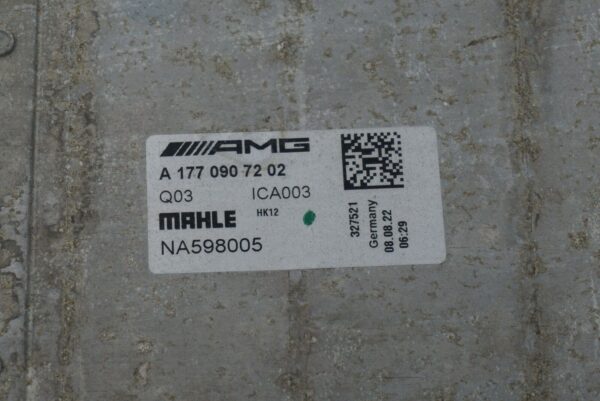 AMG
A 177 090 72 02
Q03 ICA003
MAHLE HK12
NA598005
327521
Germany
08.08.22
06:29